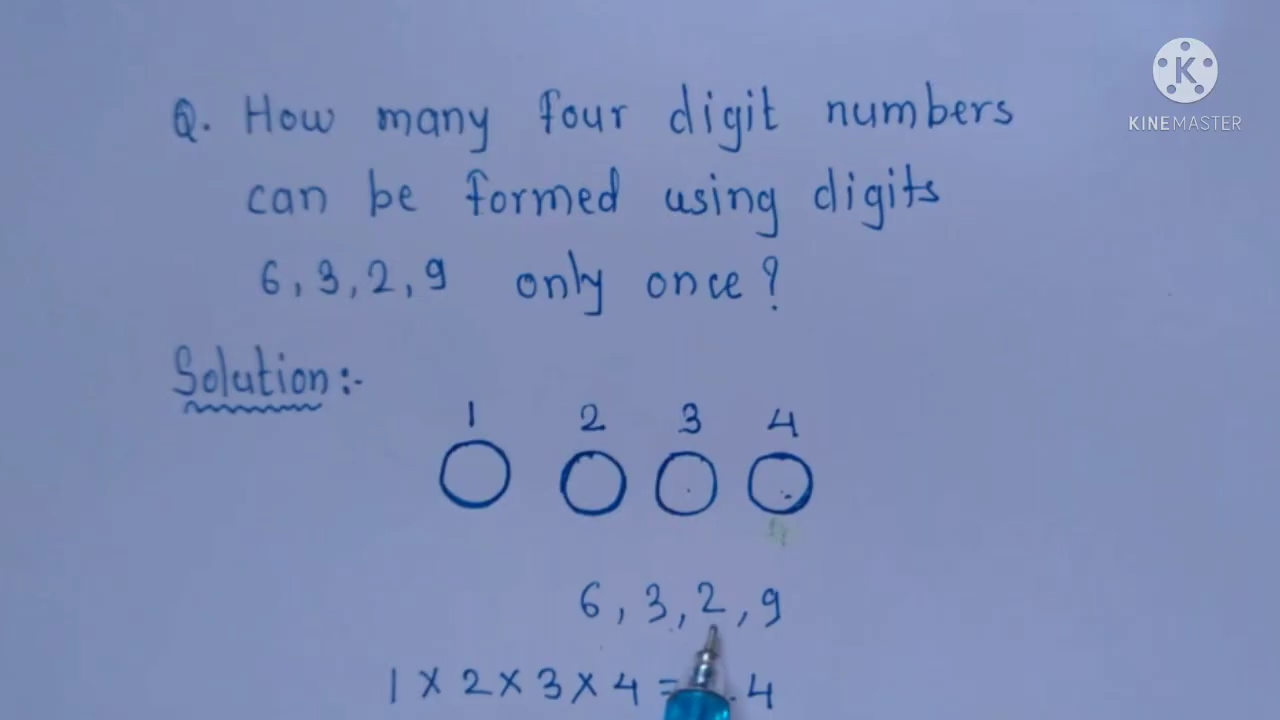 Q. How many four digit numbers
can be formed using digits
6, 3, 2, 9 only once?
Solution:-
1 2 3 4
6, 3, 2, 9
1 × 2 × 3 × 4 = 4
K
KINEMASTER